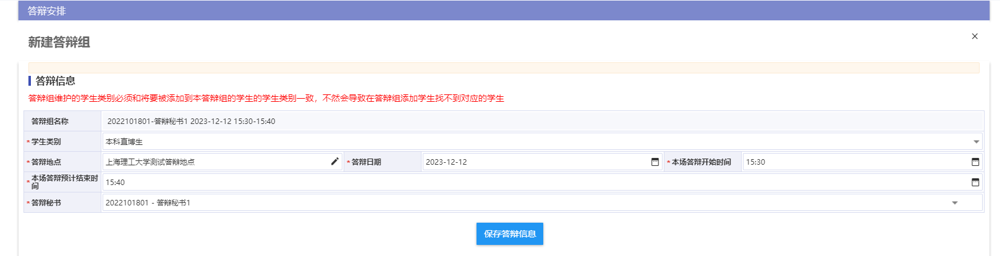 答辩安排
新建答辩组
×
答辩信息
答辩组维护的学生类别必须和将要被添加到本答辩组的学生的学生类别一致，不然会导致在答辩组添加学生找不到对应的学生
答辩组名称 2022101801-答辩秘书1 2023-12-12 15:30-15:40
*学生类别 本科直博生
*答辩地点 上海理工大学测试答辩地点 *答辩日期 2023-12-12 *本场答辩开始时间 15:30
*本场答辩预计结束时
间
15:40
*答辩秘书 2022101801 - 答辩秘书1
保存答辩信息